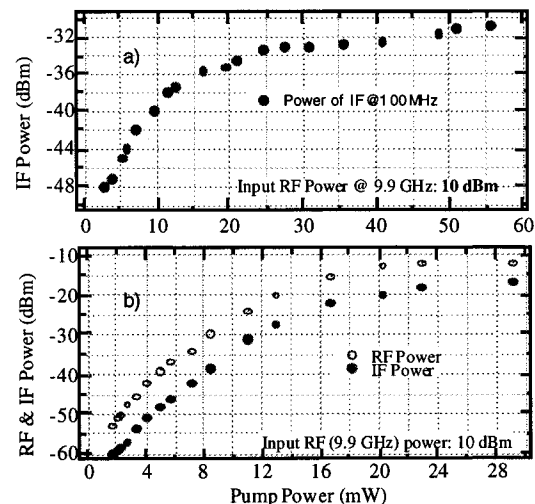 -32
-36
-40
-44
-48
IF Power (dBm)
a)
Power of IF @100MHz
Input RF Power @ 9.9 GHz: 10 dBm
0 10 20 30 40 50 60
-10
-20
-30
-40
-50
-60
RF & IF Power (dBm)
b)
RF Power
IF Power
Input RF (9.9 GHz) power: 10 dBm
0 4 8 12 16 20 24 28
Pump Power (mW)